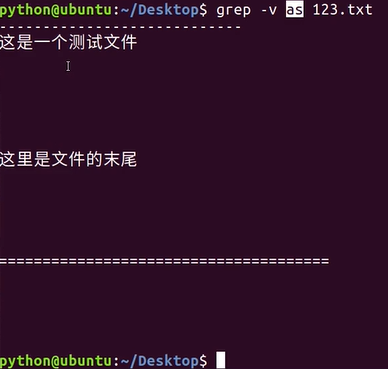 python@ubuntu:~/Desktop$ grep -v as 123.txt
----------------------------
这是一个测试文件
这里是文件的末尾
======================================
python@ubuntu:~/Desktop$